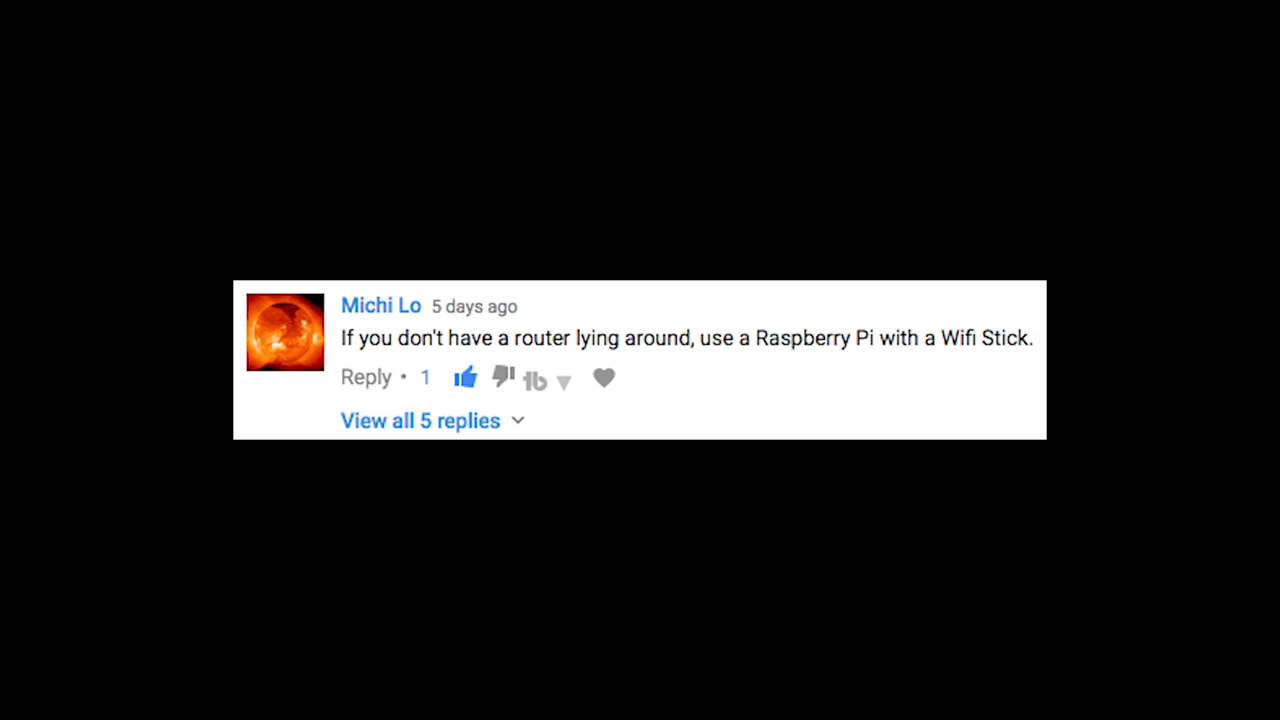 Michi Lo 5 days ago
If you don't have a router lying around, use a Raspberry Pi with a Wifi Stick.
Reply • 1 tb
View all 5 replies